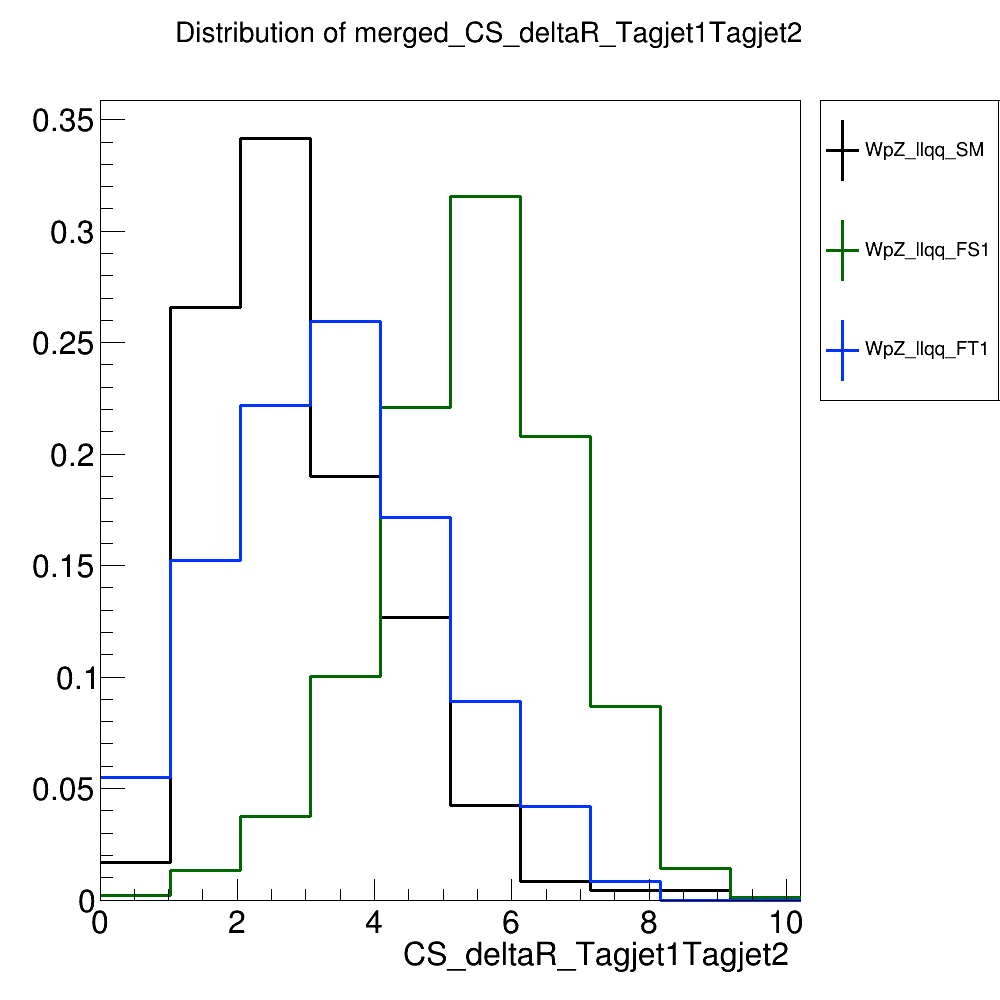 Distribution of merged_CS_deltaR_Tagjet1Tagjet2
0.35
0.3
0.25
0.2
0.15
0.1
0.05
0
0 2 4 6 8 10
CS_deltaR_Tagjet1Tagjet2
WpZ_llqq_SM
WpZ_llqq_FS1
WpZ_llqq_FT1